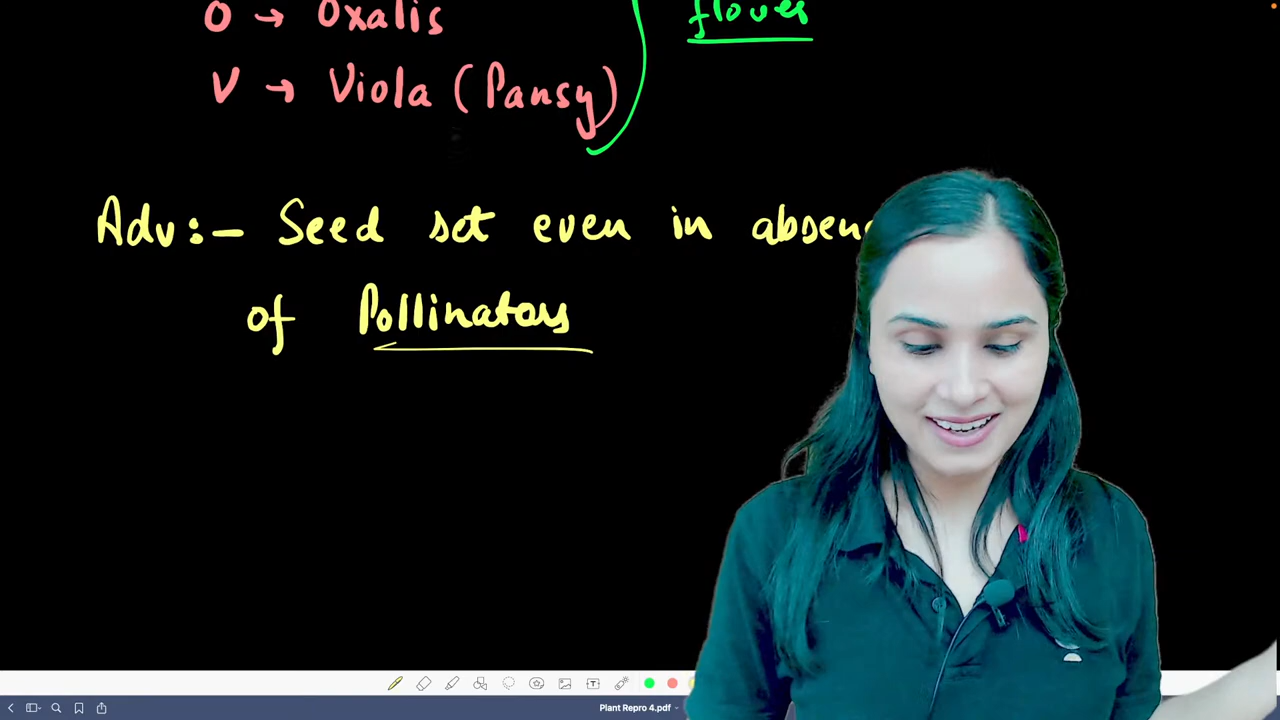 O → Oxalis
flower
V → Viola (Pansy)
Adv:- Seed set even in absen
of Pollinators
Plant Repro 4.pdf